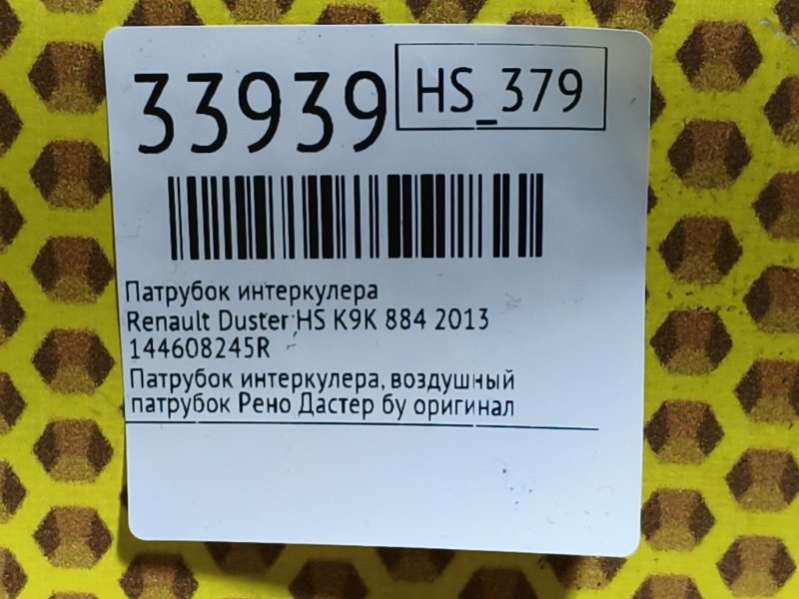 33939 HS_379
Патрубок интеркулера
Renault Duster HS K9K 884 2013
144608245R
Патрубок интеркулера, воздушный
патрубок Рено Дастер бу оригинал